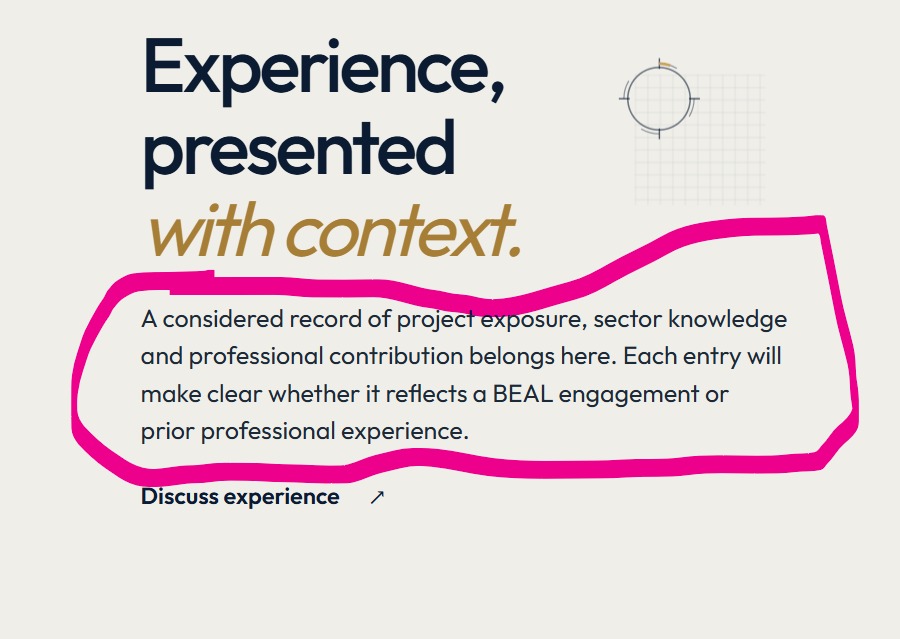 Experience,
presented
with context.
A considered record of project exposure, sector knowledge
and professional contribution belongs here. Each entry will
make clear whether it reflects a BEAL engagement or
prior professional experience.
Discuss experience ↗